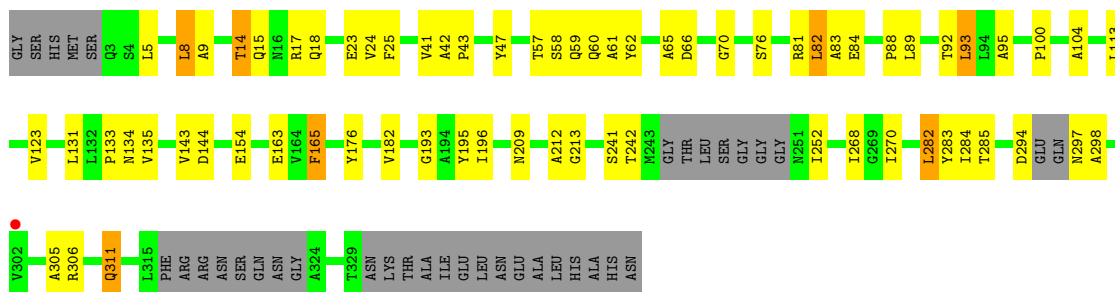 GLY SER HIS MET SER Q3 S4 L5 L8 A9 T14 Q15 N16 R17 Q18 E23 V24 F25 V41 A42 P43 Y47 T57 S58 Q59 Q60 A61 Y62 A65 D66 G70 S76 R81 L82 A83 E84 P88 L89 T92 L93 L94 A95 P100 A104 L113
V123 L131 L132 P133 N134 V135 V143 D144 E154 E163 V164 F165 Y176 V182 G193 A194 Y195 I196 N209 A212 G213 S241 T242 M243 GLY THR LEU SER GLY GLY GLY N251 I252 I268 G269 I270 L282 Y283 I284 T285 D294 GLU GLN N297 A298
V302 A305 R306 Q311 L315 PHE ARG ARG ASN SER GLN ASN GLY A324 T329 ASN LYS THR ALA ILE GLU LEU ASN GLU ALA LEU HIS ALA HIS ASN